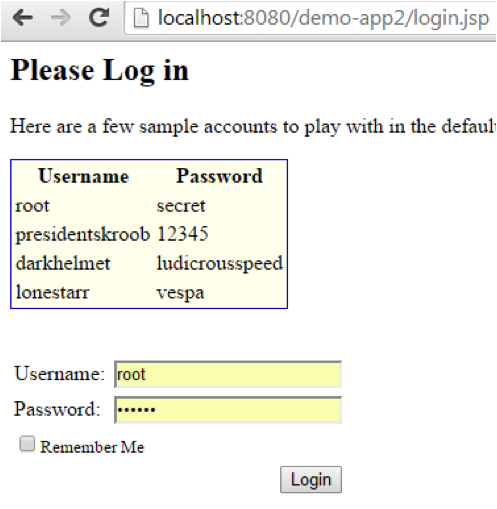 localhost:8080/demo-app2/login.jsp
Please Log in
Here are a few sample accounts to play with in the default
Username Password
root secret
presidentskroob 12345
darkhelmet ludicrousspeed
lonestarr vespa
Username: root
Password: ••••••
Remember Me
Login